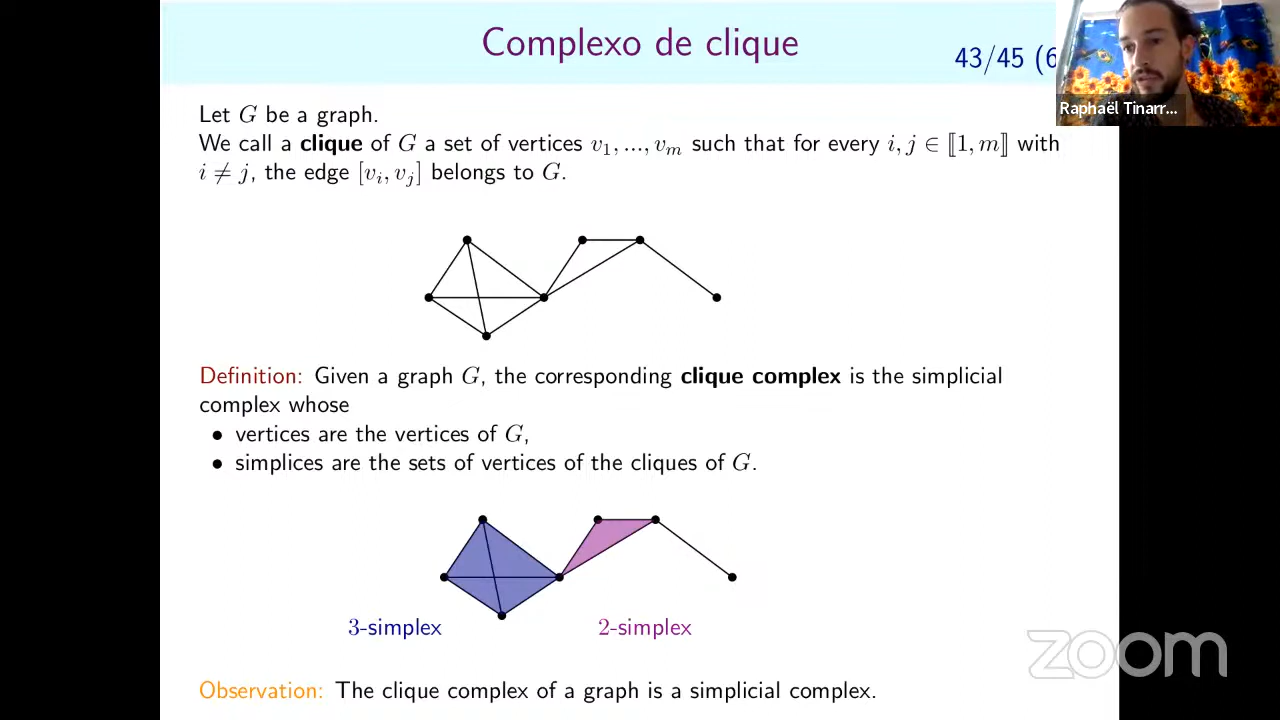 Complexo de clique
43/45 (6
Raphaël Tinarr...
Let G be a graph.
We call a clique of G a set of vertices v₁, ..., vₘ such that for every i, j ∈ ⟦1, m⟧ with
i ≠ j, the edge [vᵢ, vⱼ] belongs to G.
Definition: Given a graph G, the corresponding clique complex is the simplicial
complex whose
• vertices are the vertices of G,
• simplices are the sets of vertices of the cliques of G.
3-simplex
2-simplex
zoom
Observation: The clique complex of a graph is a simplicial complex.